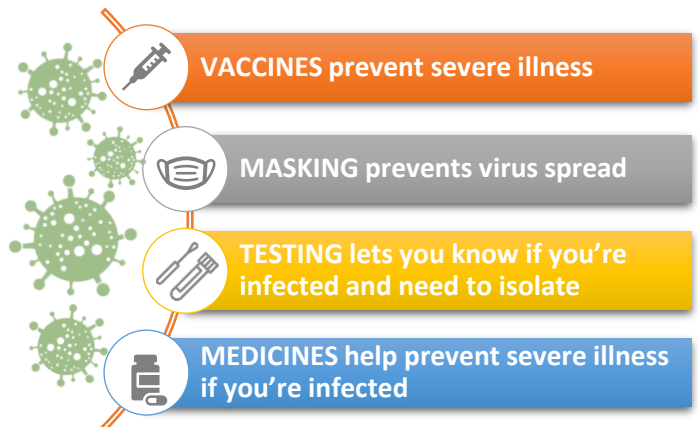 VACCINES prevent severe illness
MASKING prevents virus spread
TESTING lets you know if you’re
infected and need to isolate
MEDICINES help prevent severe illness
if you’re infected